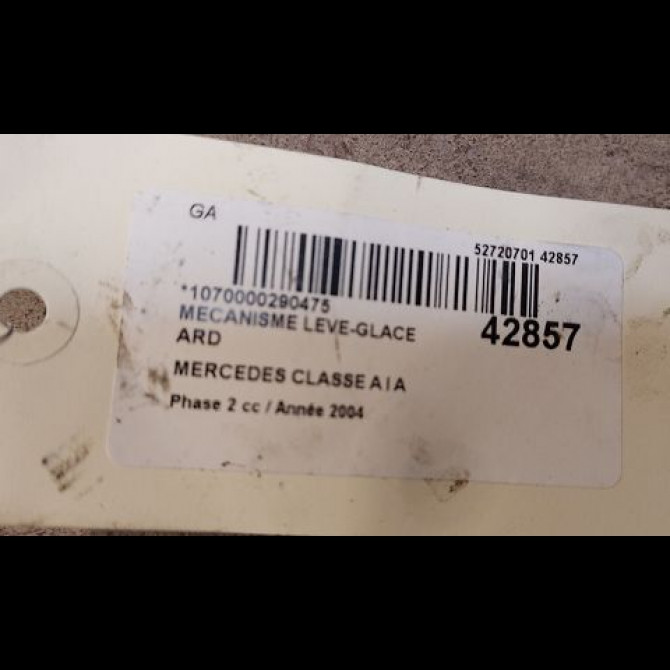 GA
52720701 42857
*1070000290475
42857
MECANISME LEVE-GLACE
ARD
MERCEDES CLASSE A I A
Phase 2 cc / Année 2004